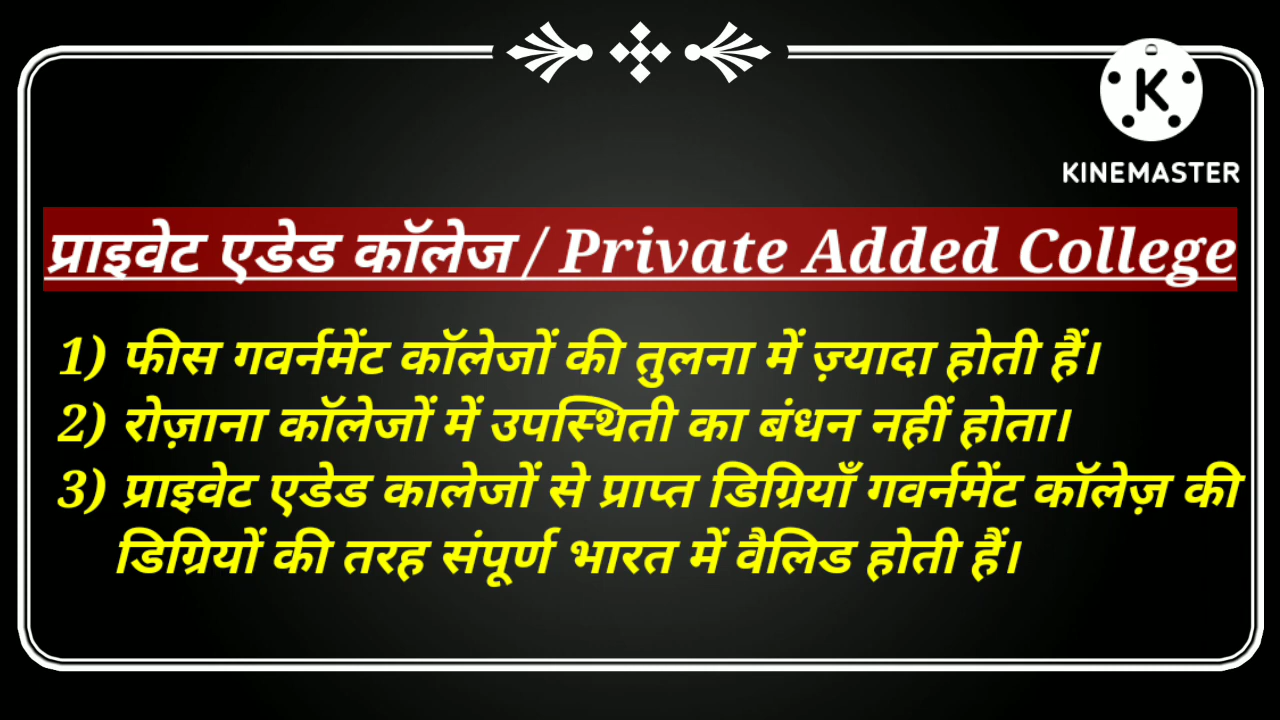 K
KINEMASTER
प्राइवेट एडेड कॉलेज / Private Added College
1) फीस गवर्नमेंट कॉलेजों की तुलना में ज़्यादा होती हैं।
2) रोज़ाना कॉलेजों में उपस्थिती का बंधन नहीं होता।
3) प्राइवेट एडेड कालेजों से प्राप्त डिग्रियाँ गवर्नमेंट कॉलेज़ की
डिग्रियों की तरह संपूर्ण भारत में वैलिड होती हैं।